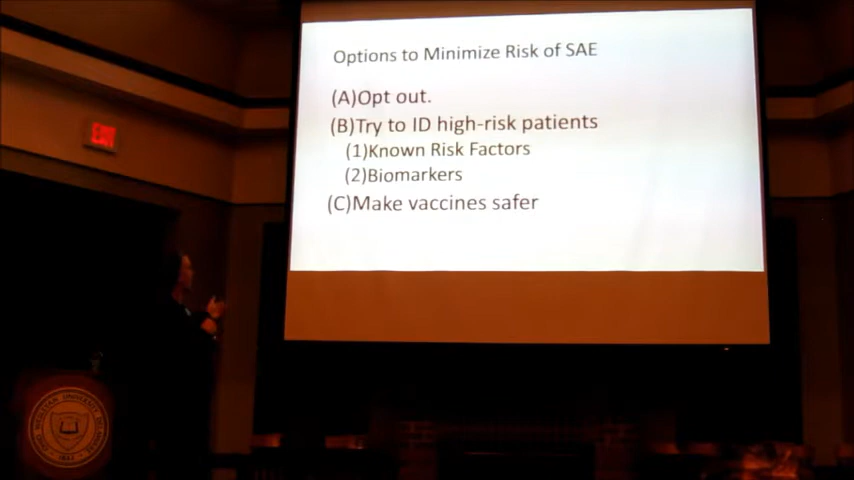 Options to Minimize Risk of SAE
(A)Opt out.
(B)Try to ID high-risk patients
(1)Known Risk Factors
(2)Biomarkers
(C)Make vaccines safer
EXIT